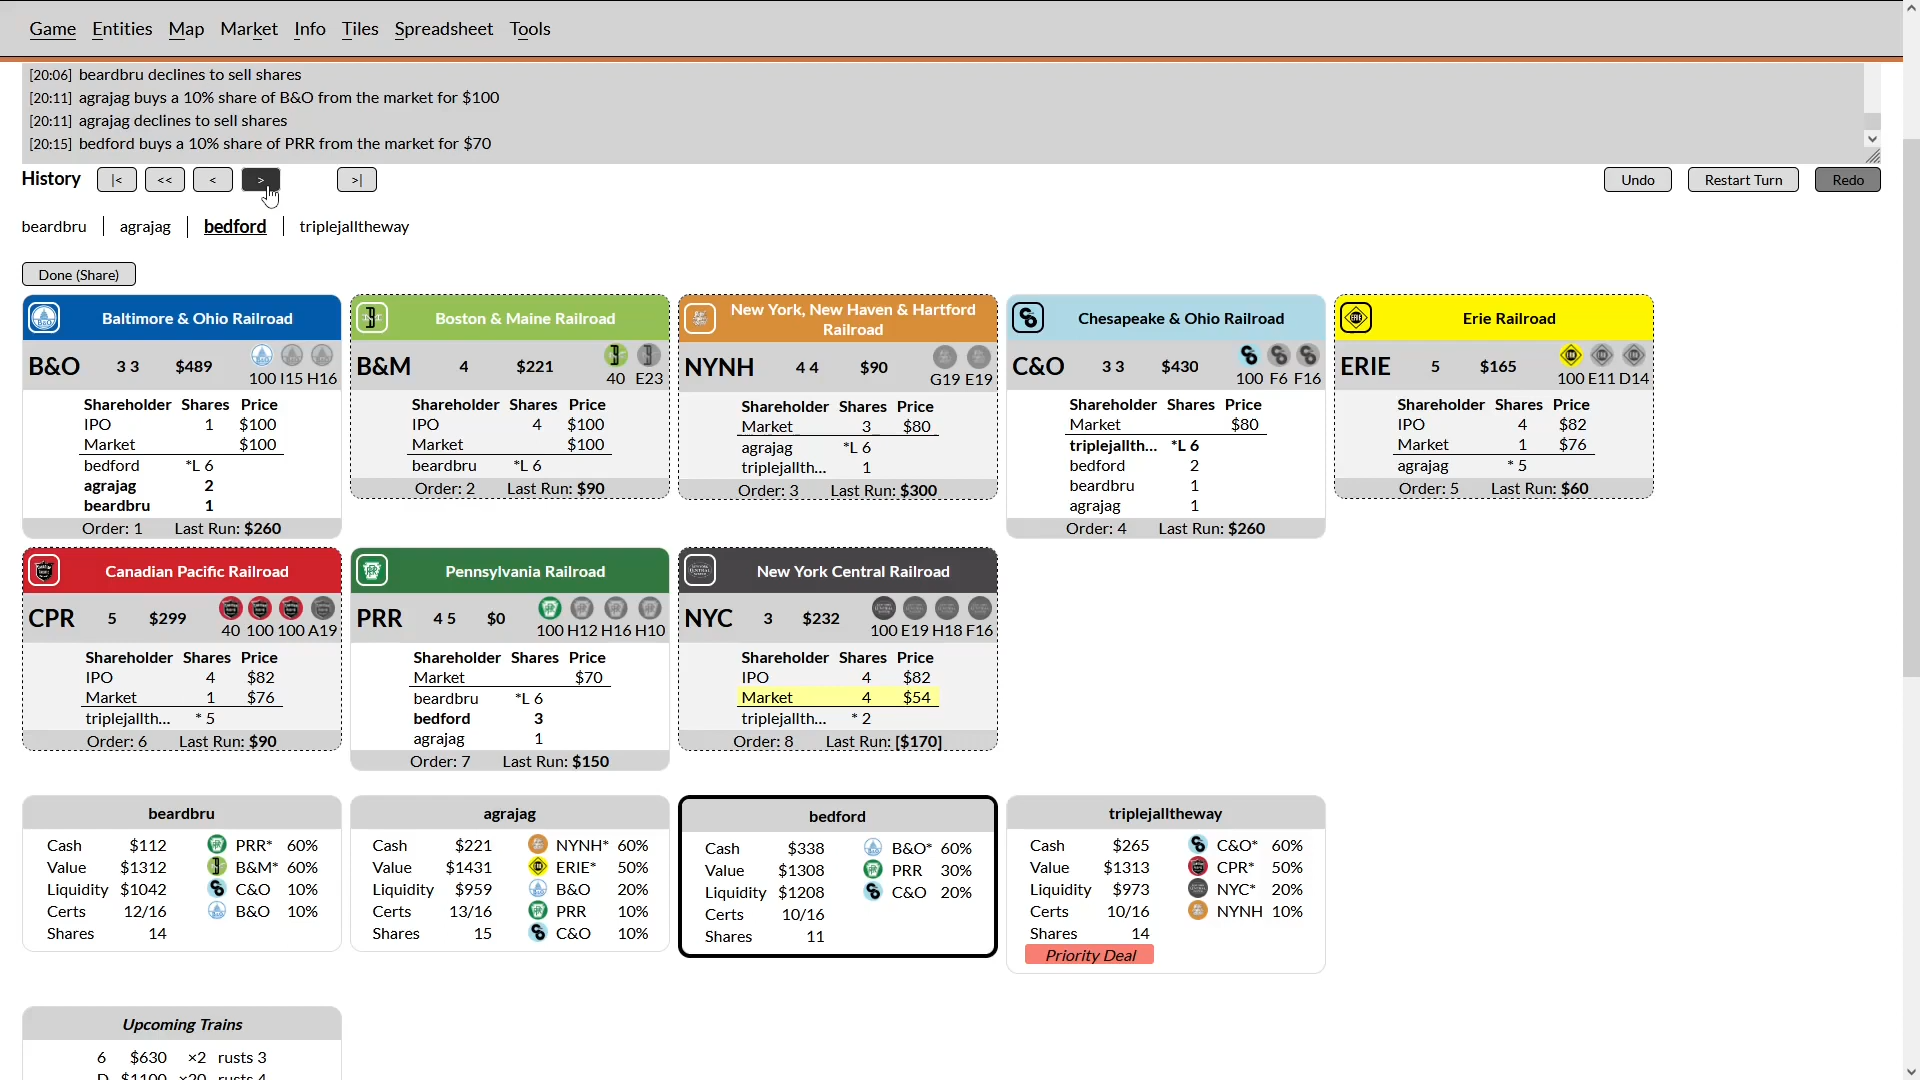 Game Entities Map Market Info Tiles Spreadsheet Tools
[20:06] beardbru declines to sell shares
[20:11] agrajag buys a 10% share of B&O from the market for $100
[20:11] agrajag declines to sell shares
[20:15] bedford buys a 10% share of PRR from the market for $70
History |< << < > >| Undo Restart Turn Redo
beardbru agrajag bedford triplejalltheway
Done (Share)
Baltimore & Ohio Railroad
B&O 3 3 $489 100 I15 H16
Shareholder Shares Price
IPO 1 $100
Market $100
bedford *L 6
agrajag 2
beardbru 1
Order: 1 Last Run: $260
Boston & Maine Railroad
B&M 4 $221 40 E23
Shareholder Shares Price
IPO 4 $100
Market $100
beardbru *L 6
Order: 2 Last Run: $90
New York, New Haven & Hartford
Railroad
NYNH 4 4 $90 G19 E19
Shareholder Shares Price
Market 3 $80
agrajag *L 6
triplejallth... 1
Order: 3 Last Run: $300
Chesapeake & Ohio Railroad
C&O 3 3 $430 100 F6 F16
Shareholder Shares Price
Market $80
triplejallth... *L 6
bedford 2
beardbru 1
agrajag 1
Order: 4 Last Run: $260
Erie Railroad
ERIE 5 $165 100 E11 D14
Shareholder Shares Price
IPO 4 $82
Market 1 $76
agrajag * 5
Order: 5 Last Run: $60
Canadian Pacific Railroad
CPR 5 $299 40 100 100 A19
Shareholder Shares Price
IPO 4 $82
Market 1 $76
triplejallth... * 5
Order: 6 Last Run: $90
Pennsylvania Railroad
PRR 4 5 $0 100 H12 H16 H10
Shareholder Shares Price
Market $70
beardbru *L 6
bedford 3
agrajag 1
Order: 7 Last Run: $150
New York Central Railroad
NYC 3 $232 100 E19 H18 F16
Shareholder Shares Price
IPO 4 $82
Market 4 $54
triplejallth... * 2
Order: 8 Last Run: [$170]
beardbru
Cash $112 PRR* 60%
Value $1312 B&M* 60%
Liquidity $1042 C&O 10%
Certs 12/16 B&O 10%
Shares 14
agrajag
Cash $221 NYNH* 60%
Value $1431 ERIE* 50%
Liquidity $959 B&O 20%
Certs 13/16 PRR 10%
Shares 15 C&O 10%
bedford
Cash $338 B&O* 60%
Value $1308 PRR 30%
Liquidity $1208 C&O 20%
Certs 10/16
Shares 11
triplejalltheway
Cash $265 C&O* 60%
Value $1313 CPR* 50%
Liquidity $973 NYC* 20%
Certs 10/16 NYNH 10%
Shares 14
Priority Deal
Upcoming Trains
6 $630 ×2 rusts 3
D $1100 ×20 rusts 4